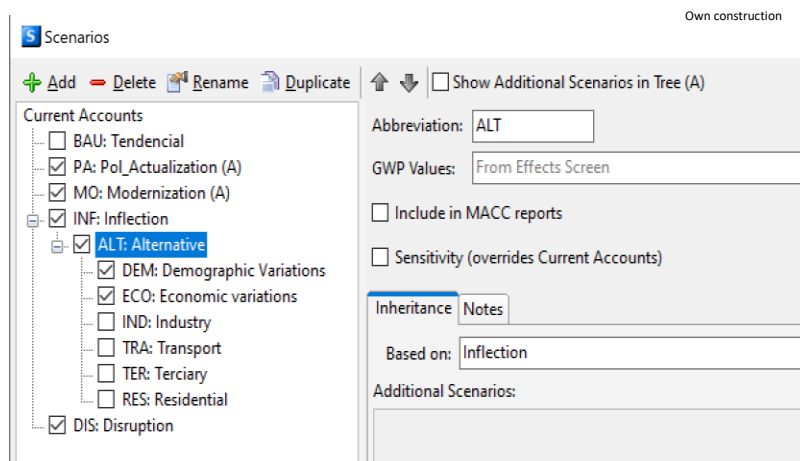 Own construction
S Scenarios
Add Delete Rename Duplicate Show Additional Scenarios in Tree (A)
Current Accounts
BAU: Tendencial
PA: Pol_Actualization (A)
MO: Modernization (A)
INF: Inflection
ALT: Alternative
DEM: Demographic Variations
ECO: Economic variations
IND: Industry
TRA: Transport
TER: Terciary
RES: Residential
DIS: Disruption
Abbreviation: ALT
GWP Values: From Effects Screen
Include in MACC reports
Sensitivity (overrides Current Accounts)
Inheritance Notes
Based on: Inflection
Additional Scenarios: